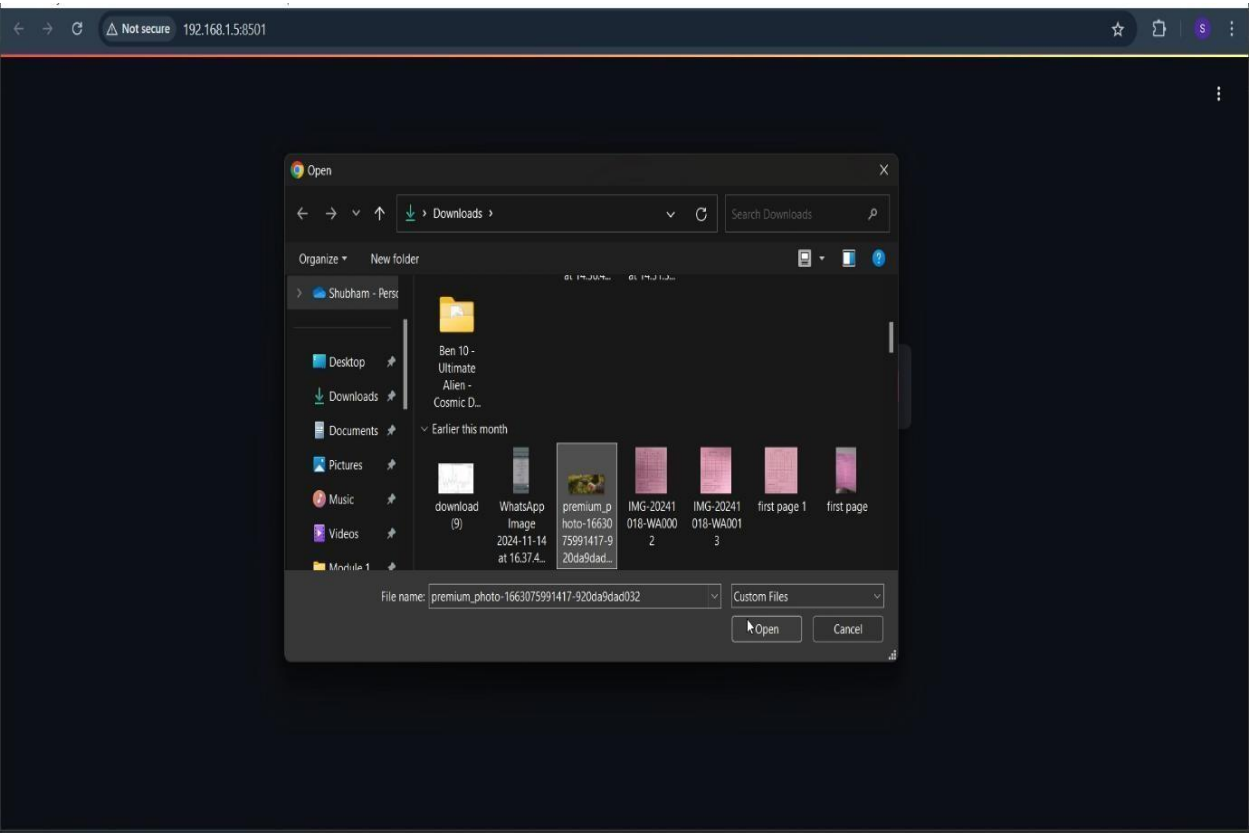 Not secure 192.168.1.5:8501
S
Open
Downloads
Search Downloads
Organize New folder
Shubham - Persc
Desktop
Downloads
Documents
Pictures
Music
Videos
Module 1
Ben 10 -
Ultimate
Alien -
Cosmic D...
Earlier this month
download
(9)
WhatsApp
Image
2024-11-14
at 16.37.4...
premium_p
hoto-16630
75991417-9
20da9dad...
IMG-20241
018-WA000
2
IMG-20241
018-WA001
3
first page 1
first page
File name: premium_photo-1663075991417-920da9dad032
Custom Files
Open Cancel